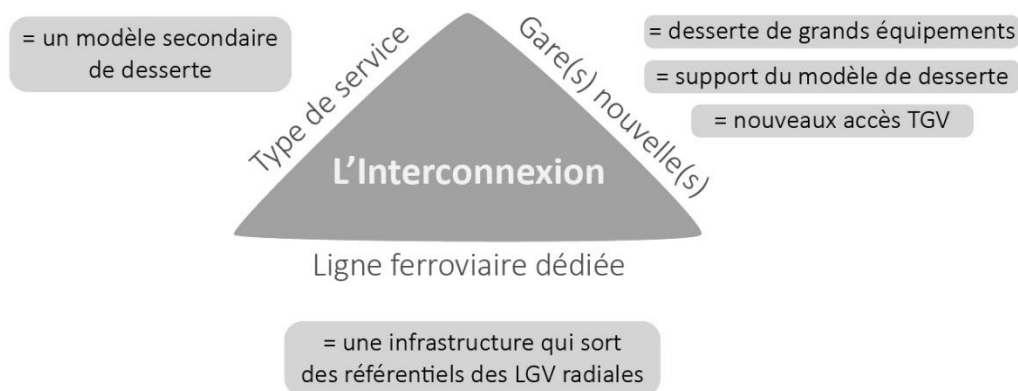 = un modèle secondaire
de desserte
Type de service
Gare(s) nouvelle(s)
= desserte de grands équipements
= support du modèle de desserte
= nouveaux accès TGV
L’Interconnexion
Ligne ferroviaire dédiée
= une infrastructure qui sort
des référentiels des LGV radiales